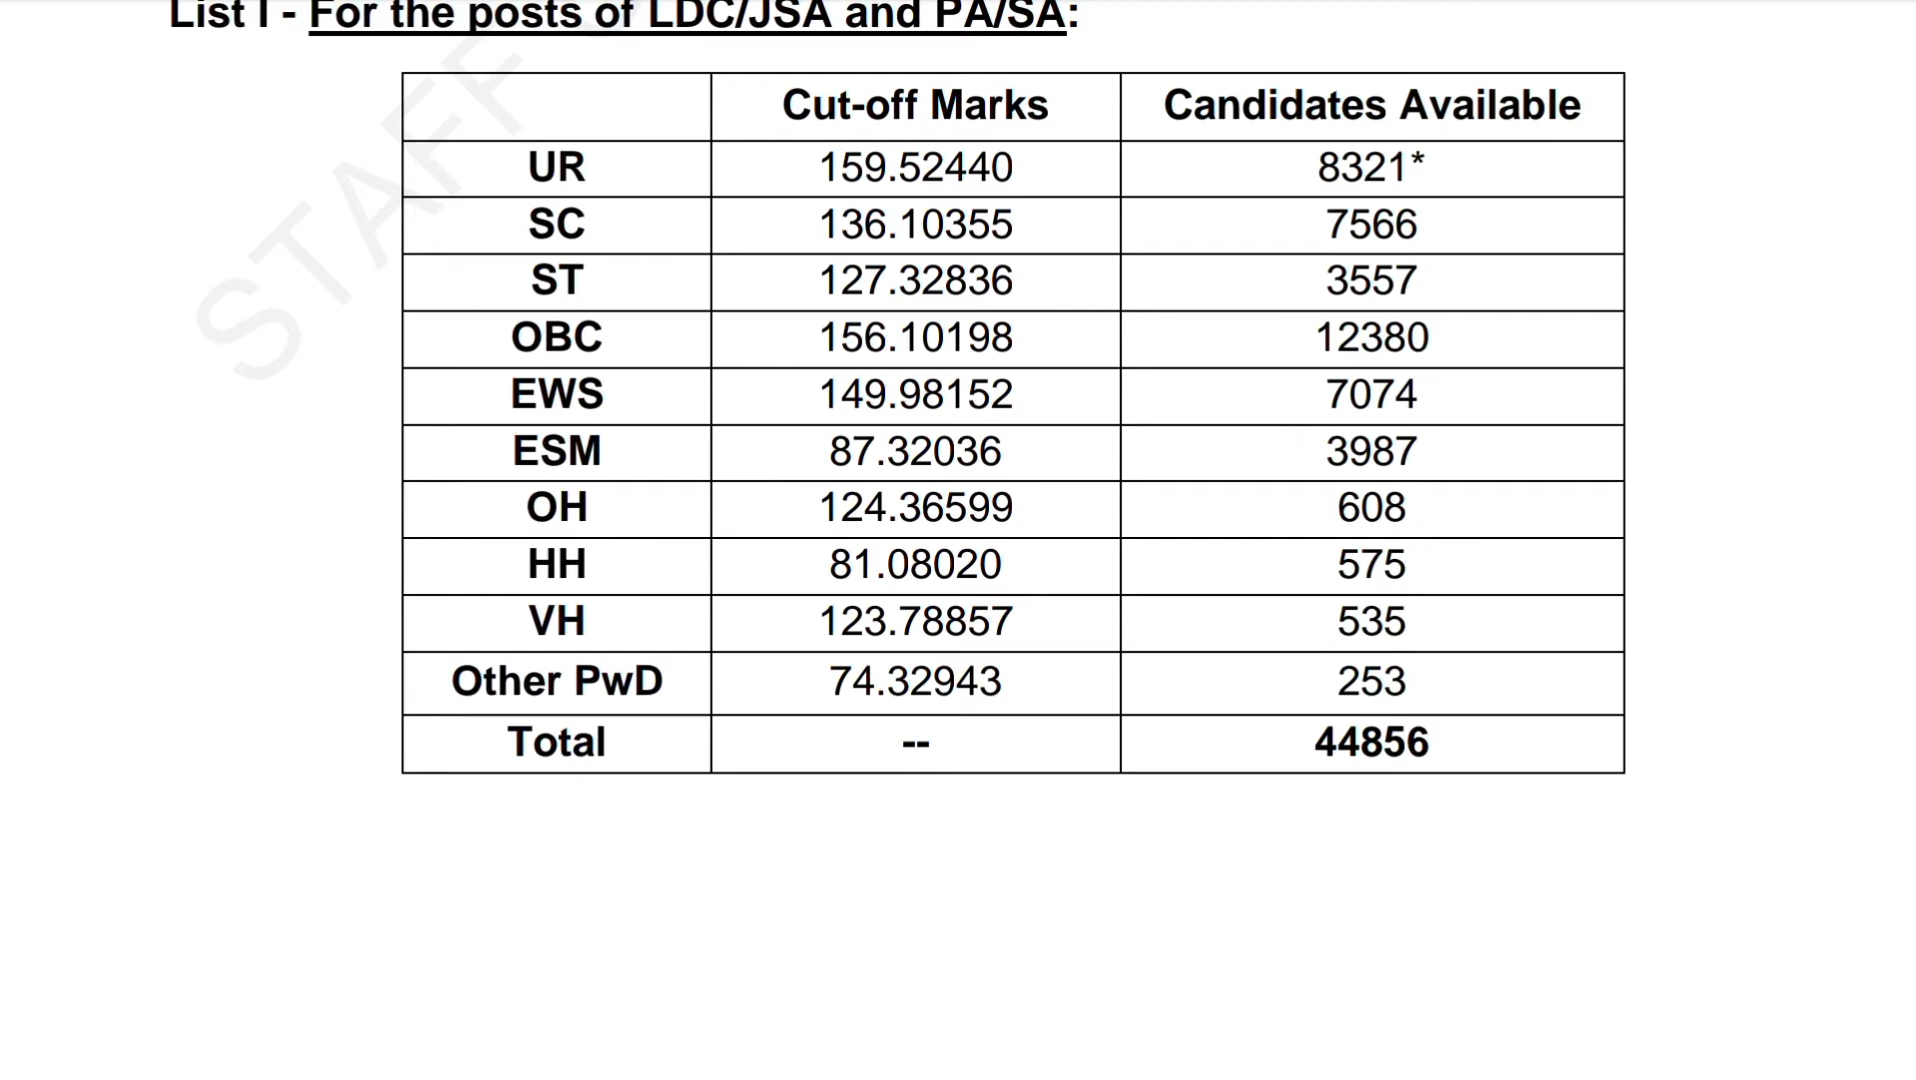 List I - For the posts of LDC/JSA and PA/SA:
STAFF
Cut-off Marks Candidates Available
UR 159.52440 8321*
SC 136.10355 7566
ST 127.32836 3557
OBC 156.10198 12380
EWS 149.98152 7074
ESM 87.32036 3987
OH 124.36599 608
HH 81.08020 575
VH 123.78857 535
Other PwD 74.32943 253
Total -- 44856